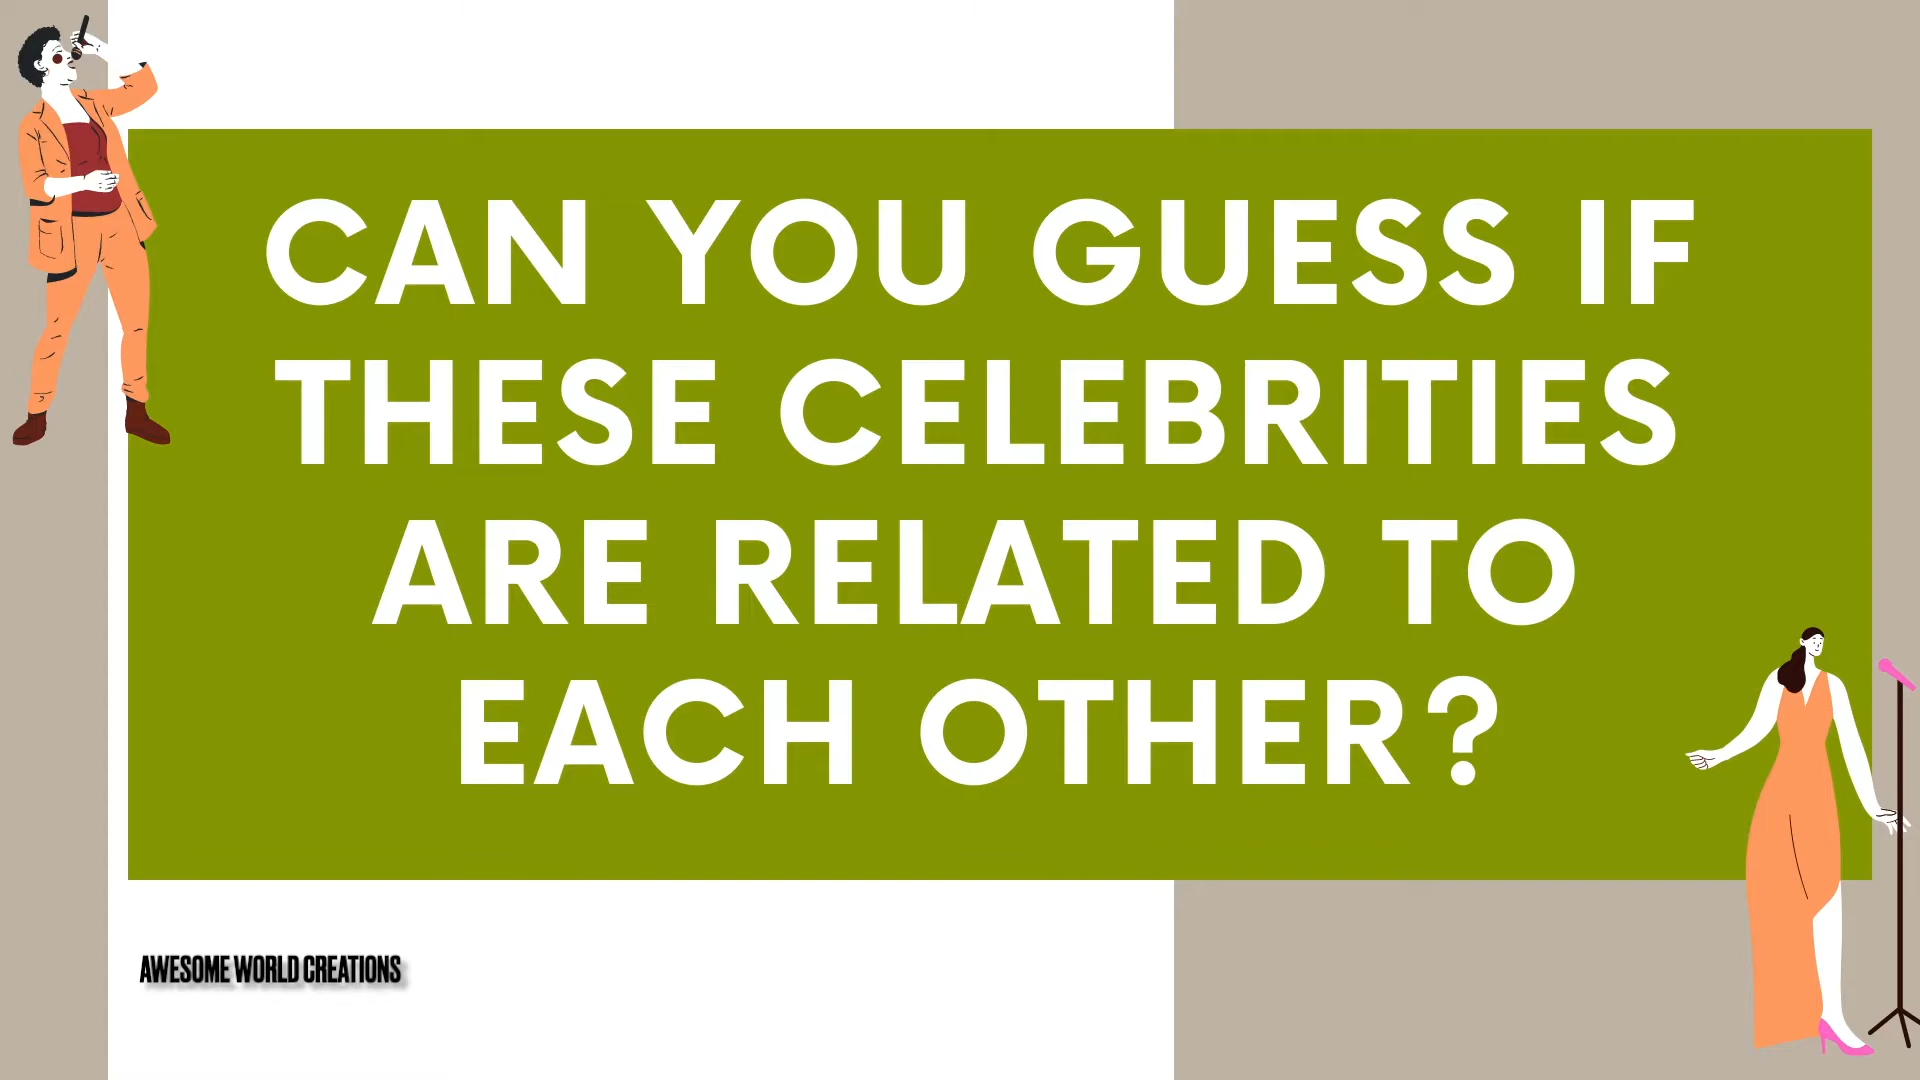 CAN YOU GUESS IF
THESE CELEBRITIES
ARE RELATED TO
EACH OTHER?
AWESOME WORLD CREATIONS